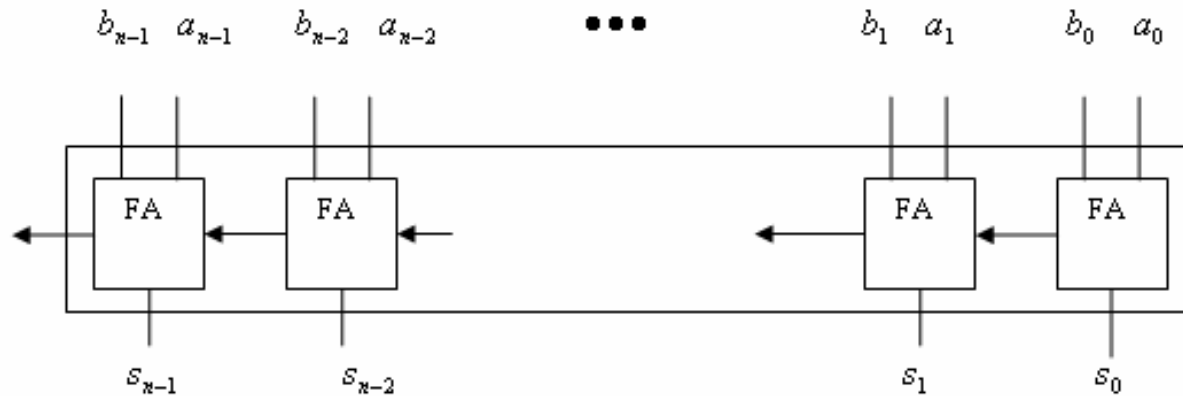 b_{n-1} a_{n-1} b_{n-2} a_{n-2} ••• b_1 a_1 b_0 a_0
FA FA FA FA
s_{n-1} s_{n-2} s_1 s_0